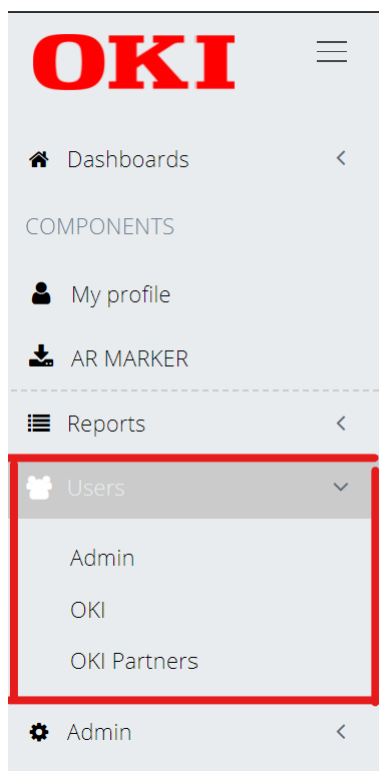 OKI
Dashboards
COMPONENTS
My profile
AR MARKER
Reports
Users
Admin
OKI
OKI Partners
Admin